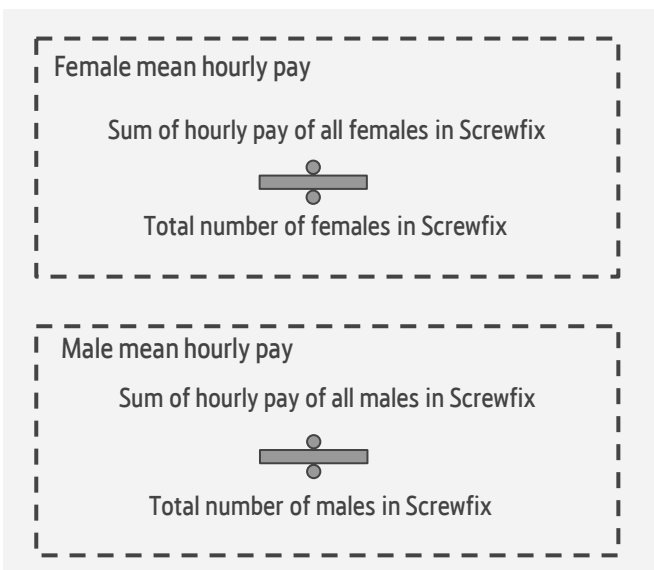 Female mean hourly pay
Sum of hourly pay of all females in Screwfix
Total number of females in Screwfix
Male mean hourly pay
Sum of hourly pay of all males in Screwfix
Total number of males in Screwfix